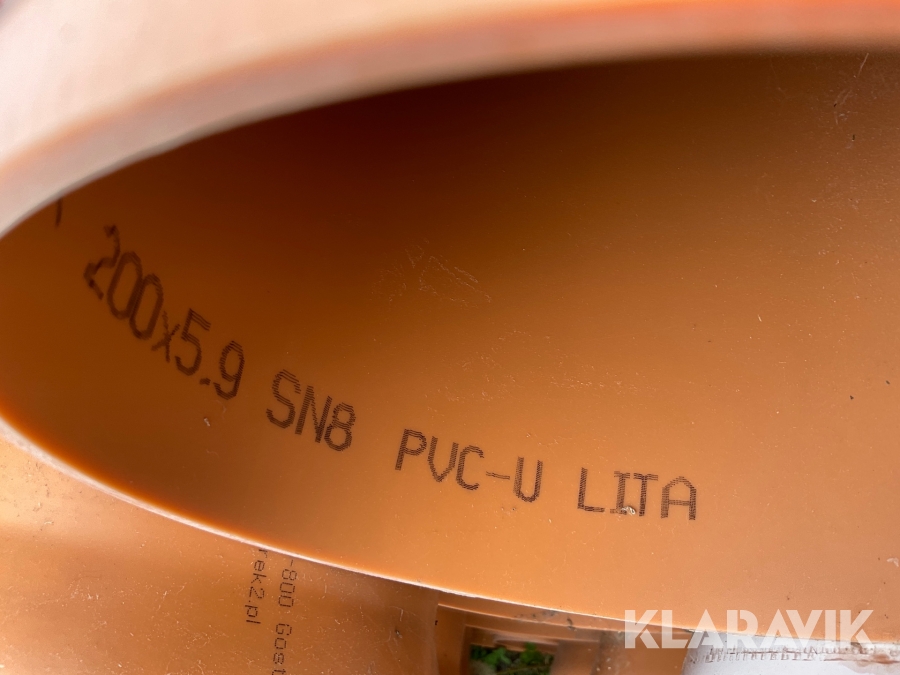 200x5.9 SN8 PVC-U LITA
-800 Gost
rek2.pl
KLARAVIK